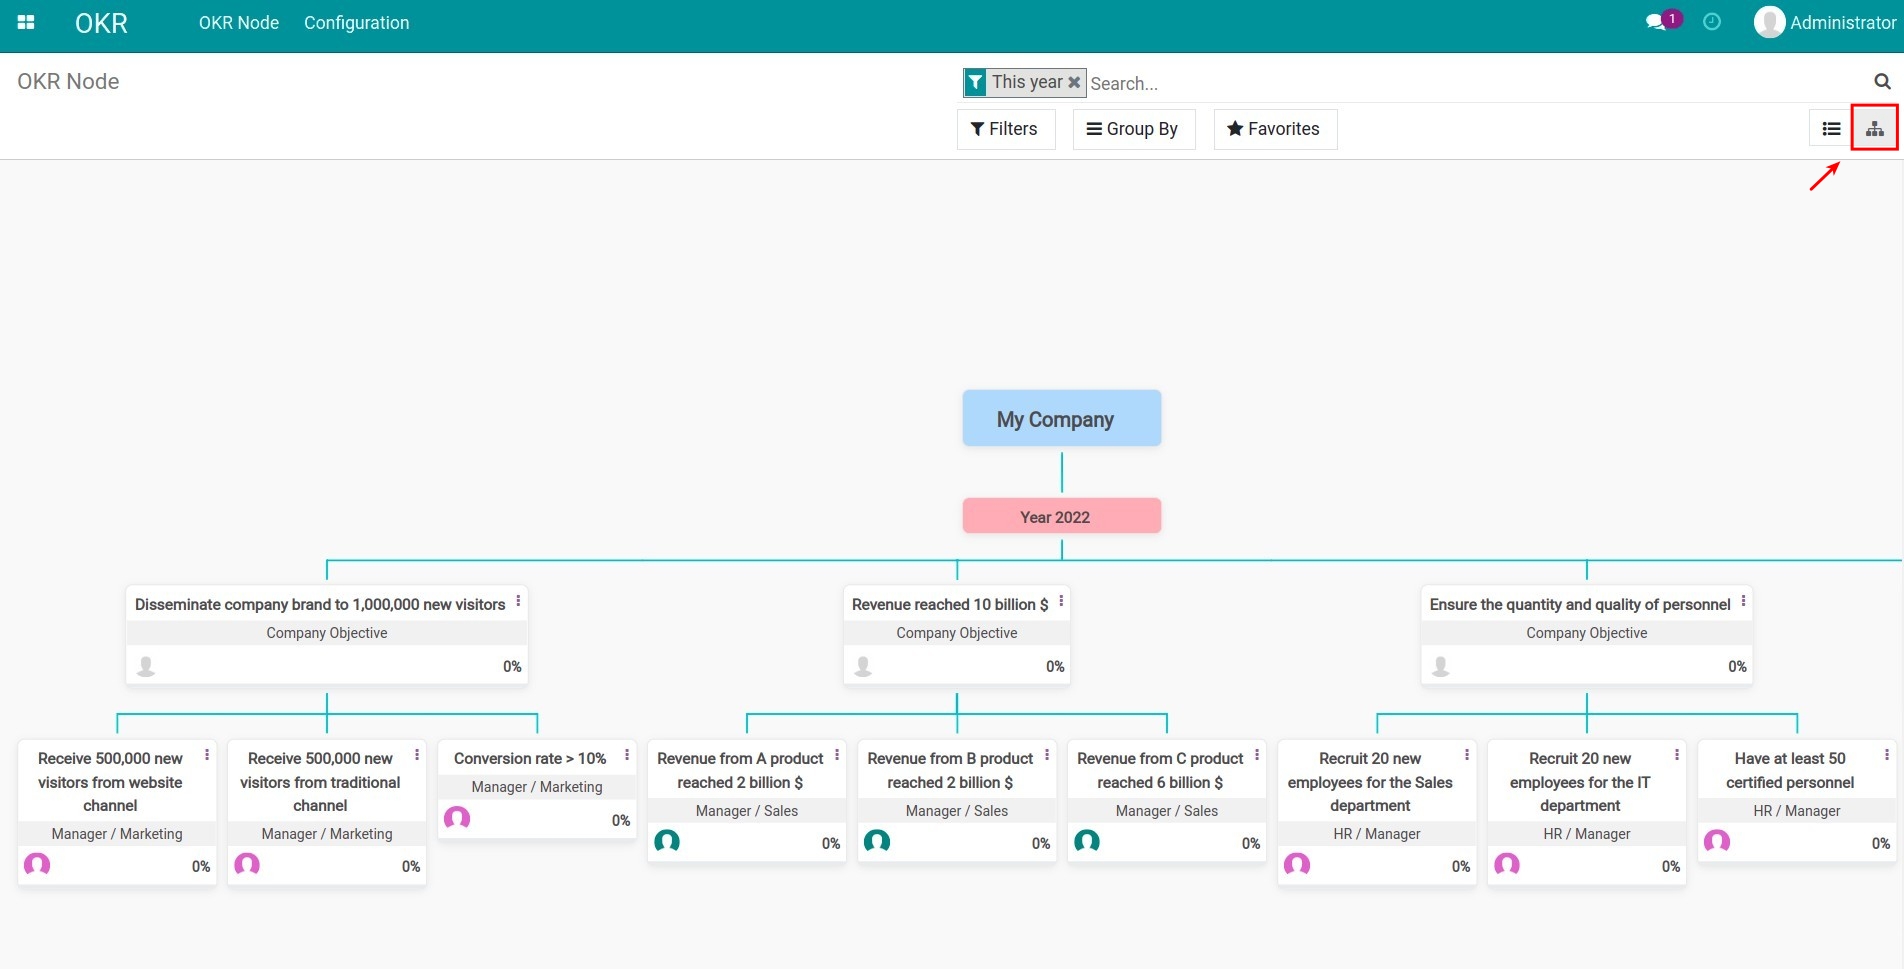 OKR
OKR Node
Configuration
1
Administrator
OKR Node
This year
Search...
Filters
Group By
Favorites
My Company
Year 2022
Disseminate company brand to 1,000,000 new visitors
Company Objective
0%
Revenue reached 10 billion $
Company Objective
0%
Ensure the quantity and quality of personnel
Company Objective
0%
Receive 500,000 new
visitors from website
channel
Manager / Marketing
0%
Receive 500,000 new
visitors from traditional
channel
Manager / Marketing
0%
Conversion rate > 10%
Manager / Marketing
0%
Revenue from A product
reached 2 billion $
Manager / Sales
0%
Revenue from B product
reached 2 billion $
Manager / Sales
0%
Revenue from C product
reached 6 billion $
Manager / Sales
0%
Recruit 20 new
employees for the Sales
department
HR / Manager
0%
Recruit 20 new
employees for the IT
department
HR / Manager
0%
Have at least 50
certified personnel
HR / Manager
0%